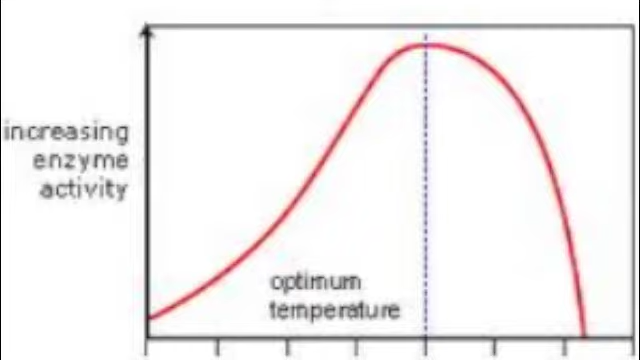 increasing
enzyme
activity
optimum
temperature